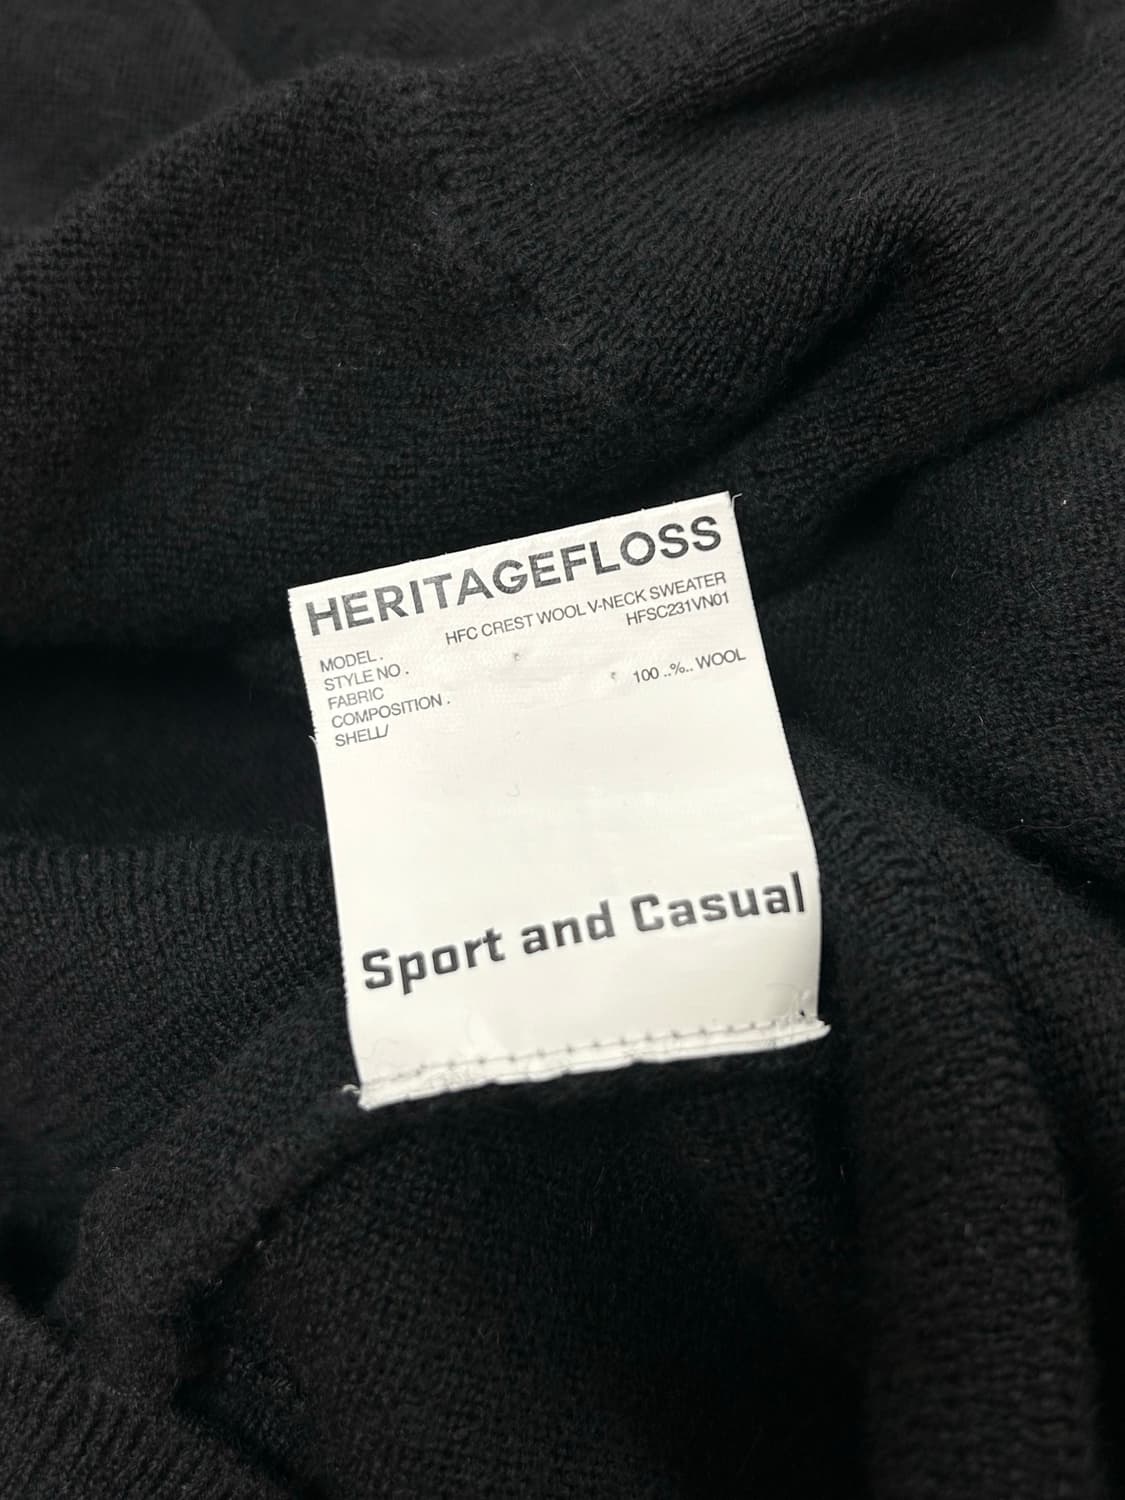 HERITAGEFLOSS
MODEL . HFC CREST WOOL V-NECK SWEATER
STYLE NO . HFSC231VN01
FABRIC
COMPOSITION . 100 ..%.. WOOL
SHELL/
Sport and Casual